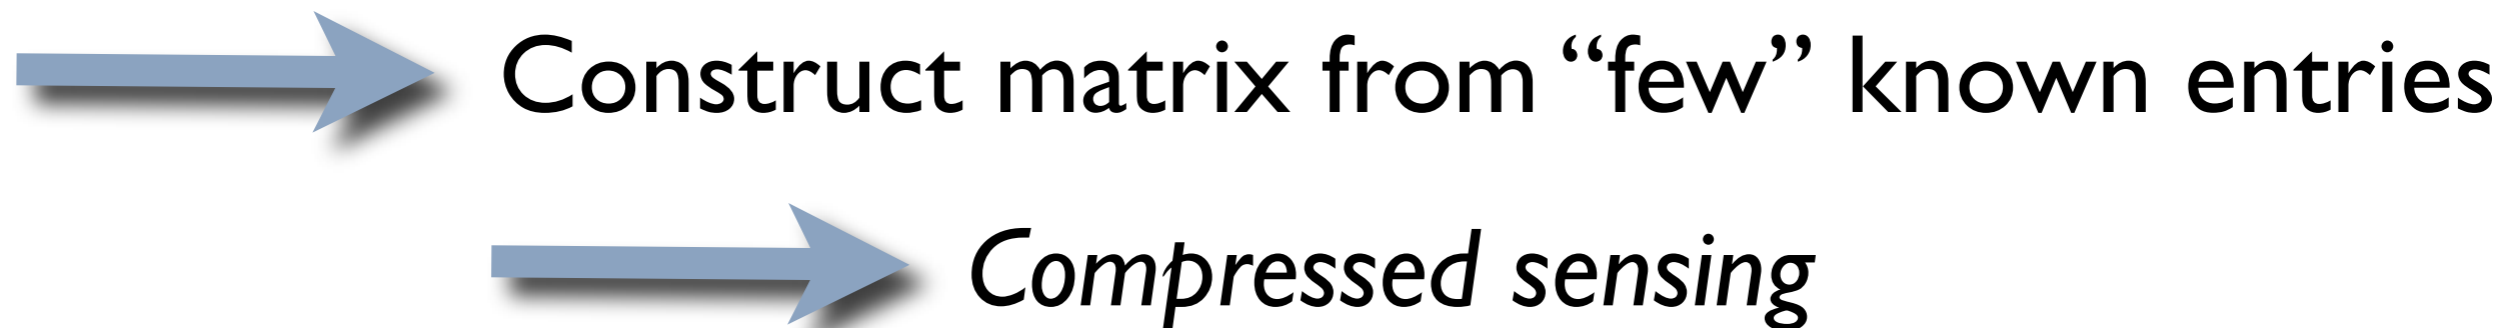 Construct matrix from “few” known entries
Compressed sensing